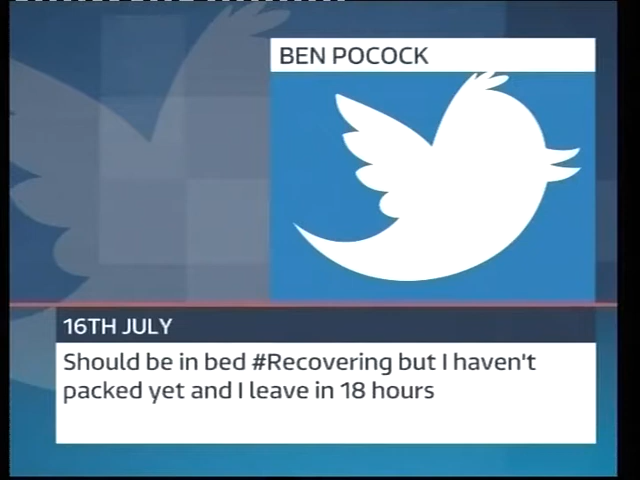 BEN POCOCK
16TH JULY
Should be in bed #Recovering but I haven't
packed yet and I leave in 18 hours